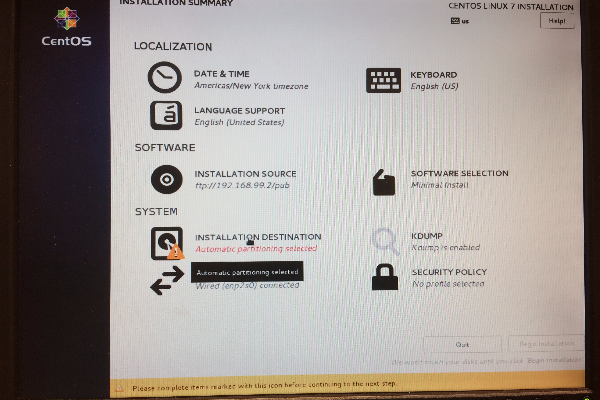 INSTALLATION SUMMARY
CENTOS LINUX 7 INSTALLATION
us
Help!
CentOS
LOCALIZATION
DATE & TIME
Americas/New York timezone
KEYBOARD
English (US)
LANGUAGE SUPPORT
English (United States)
SOFTWARE
INSTALLATION SOURCE
ftp://192.168.99.2/pub
SOFTWARE SELECTION
Minimal Install
SYSTEM
INSTALLATION DESTINATION
Automatic partitioning selected
KDUMP
Kdump is enabled
Automatic partitioning selected
Wired (enp2s0) connected
SECURITY POLICY
No profile selected
Quit
Begin Installation
We won't touch your disks until you click 'Begin Installation'.
Please complete items marked with this icon before continuing to the next step.